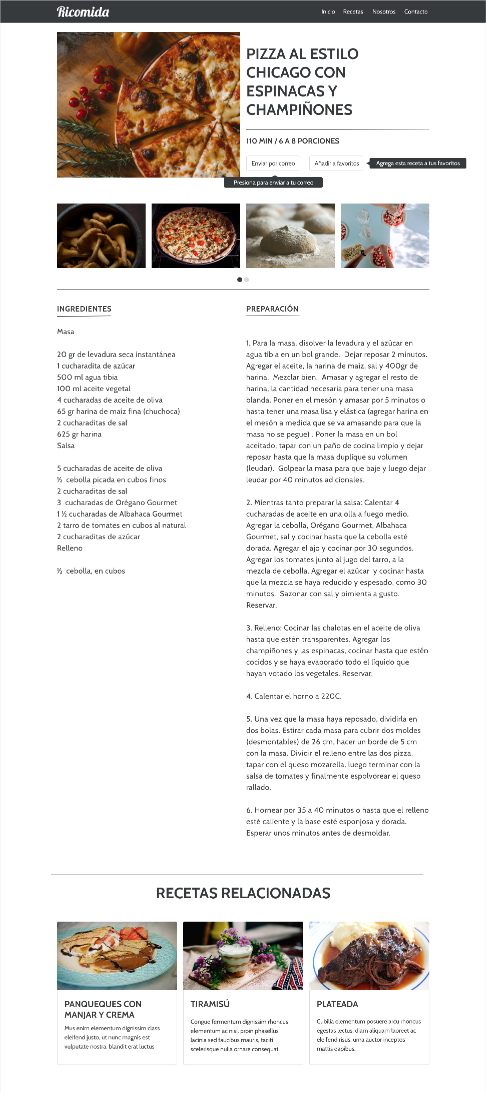 Ricomida
Inicio Recetas Nosotros Contacto
PIZZA AL ESTILO
CHICAGO CON
ESPINACAS Y
CHAMPIÑONES
110 MIN / 6 A 8 PORCIONES
Enviar por correo
Añadir a favoritos
Agrega esta receta a tus favoritos
Presiona para enviar a tu correo
INGREDIENTES
Masa
20 gr de levadura seca instantánea
1 cucharadita de azúcar
500 ml agua tibia
100 ml aceite vegetal
4 cucharadas de aceite de oliva
65 gr harina de maíz fina (chuchoca)
2 cucharaditas de sal
625 gr harina
Salsa
5 cucharadas de aceite de oliva
½ cebolla picada en cubos finos
2 cucharaditas de sal
3 cucharadas de Orégano Gourmet
1 ½ cucharadas de Albahaca Gourmet
2 tarro de tomates en cubos al natural
2 cucharaditas de azúcar
Relleno
½ cebolla, en cubos
PREPARACIÓN
1. Para la masa, disolver la levadura y el azúcar en
agua tibia en un bol grande. Dejar reposar 2 minutos.
Agregar el aceite, la harina de maíz, sal y 400gr de
harina. Mezclar bien. Amasar y agregar el resto de
harina, la cantidad necesaria para tener una masa
blanda. Poner en el mesón y amasar por 5 minutos o
hasta tener una masa lisa y elástica (agregar harina en
el mesón a medida que se va amasando para que la
masa no se pegue) . Poner la masa en un bol
aceitado, tapar con un paño de cocina limpio y dejar
reposar hasta que la masa duplique su volumen
(leudar). Golpear la masa para que baje y luego dejar
leudar por 40 minutos adicionales.
2. Mientras tanto preparar la salsa: Calentar 4
cucharadas de aceite en una olla a fuego medio.
Agregar la cebolla, Orégano Gourmet, Albahaca
Gourmet, sal y cocinar hasta que la cebolla esté
dorada. Agregar el ajo y cocinar por 30 segundos.
Agregar los tomates junto al jugo del tarro, a la
mezcla de cebolla. Agregar el azúcar y cocinar hasta
que la mezcla se haya reducido y espesado, como 30
minutos. Sazonar con sal y pimienta a gusto.
Reservar.
3. Relleno: Cocinar las chalotas en el aceite de oliva
hasta que estén transparentes. Agregar los
champiñones y las espinacas, cocinar hasta que estén
cocidos y se haya evaporado todo el líquido que
hayan votado los vegetales. Reservar.
4. Calentar el horno a 220C.
5. Una vez que la masa haya reposado, dividirla en
dos bolas. Estirar cada masa para cubrir dos moldes
(desmontables) de 26 cm, hacer un borde de 5 cm
con la masa. Dividir el relleno entre las dos pizza,
tapar con el queso mozarella, luego terminar con la
salsa de tomates y finalmente espolvorear el queso
rallado.
6. Hornear por 35 a 40 minutos o hasta que el relleno
esté caliente y la base esté esponjosa y dorada.
Esperar unos minutos antes de desmoldar.
RECETAS RELACIONADAS
PANQUEQUES CON
MANJAR Y CREMA
Mus enim elementum dignissim class
eleifend justo, ut nunc magnis est
vulputate nostra, blandit erat luctus
TIRAMISÚ
Congue fermentum dignissim rhoncus
elementum ac nisi, proin phasellus
lacinia sed faucibus mauris, taciti
scelerisque nulla ornare consequat.
PLATEADA
Cubilia elementum posuere arcu rhoncus
egestas lectus, diam aliquam laoreet ac
eleifend risus, urna auctor inceptos
mattis dapibus.